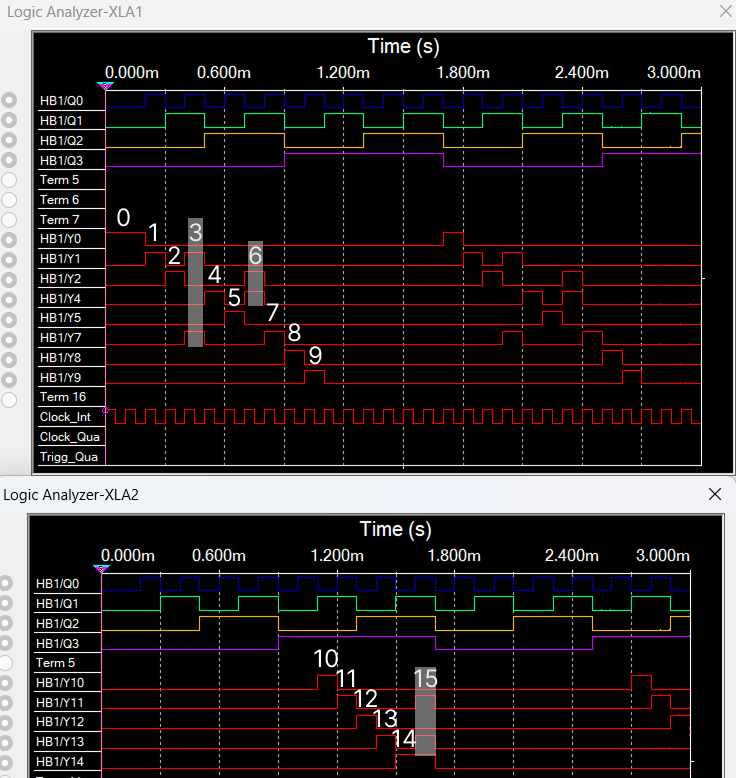 Logic Analyzer-XLA1
Time (s)
0.000m 0.600m 1.200m 1.800m 2.400m 3.000m
HB1/Q0
HB1/Q1
HB1/Q2
HB1/Q3
Term 5
Term 6
Term 7
0
HB1/Y0 1 3
HB1/Y1 2 6
HB1/Y2 4
HB1/Y4 5
HB1/Y5 7
HB1/Y7 8
HB1/Y8 9
HB1/Y9
Term 16
Clock_Int
Clock_Qua
Trigg_Qua
Logic Analyzer-XLA2
Time (s)
0.000m 0.600m 1.200m 1.800m 2.400m 3.000m
HB1/Q0
HB1/Q1
HB1/Q2
HB1/Q3
Term 5 10
HB1/Y10 11 15
HB1/Y11 12
HB1/Y12 13
HB1/Y13 14
HB1/Y14